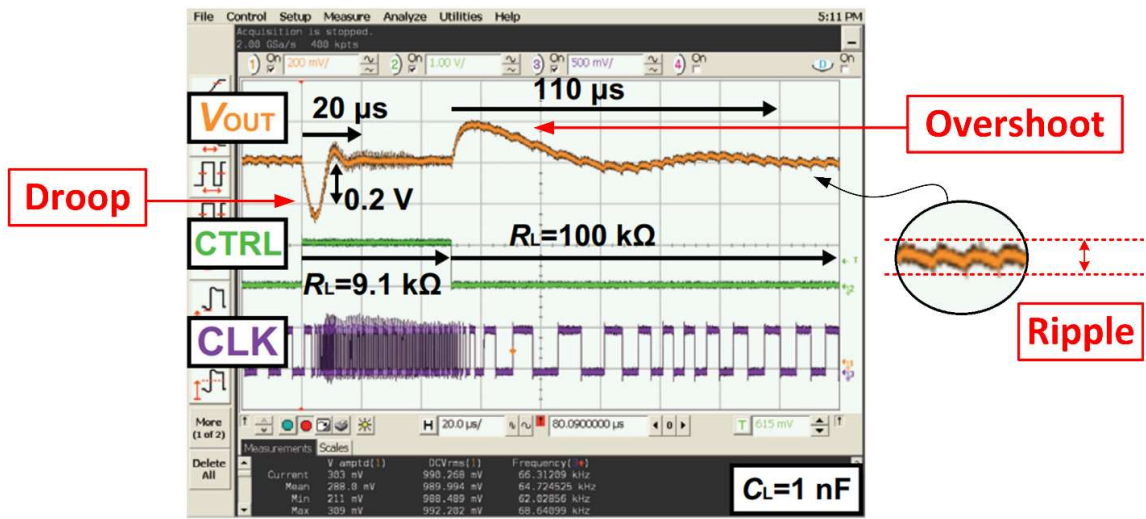 File Control Setup Measure Analyze Utilities Help 5:11 PM
Acquisition is stopped.
2.00 GSa/s 400 kpts
1 On 200 mV/ 2 On 1.00 V/ 3 On 500 mV/ 4 On On
20 µs
110 µs
VOUT
Overshoot
Droop
0.2 V
CTRL
RL=100 kΩ
RL=9.1 kΩ
CLK
Ripple
More
(1 of 2)
Delete
All
H 20.0 µs/ 80.0900000 µs 0 T 615 mV
Measurements Scales
V amptd(1) DCVrms(1) Frequency(3)
Current 303 mV 990.268 mV 66.31209 kHz
Mean 288.0 mV 989.994 mV 64.724525 kHz
Min 211 mV 988.489 mV 62.02856 kHz
Max 309 mV 992.202 mV 68.64099 kHz
CL=1 nF